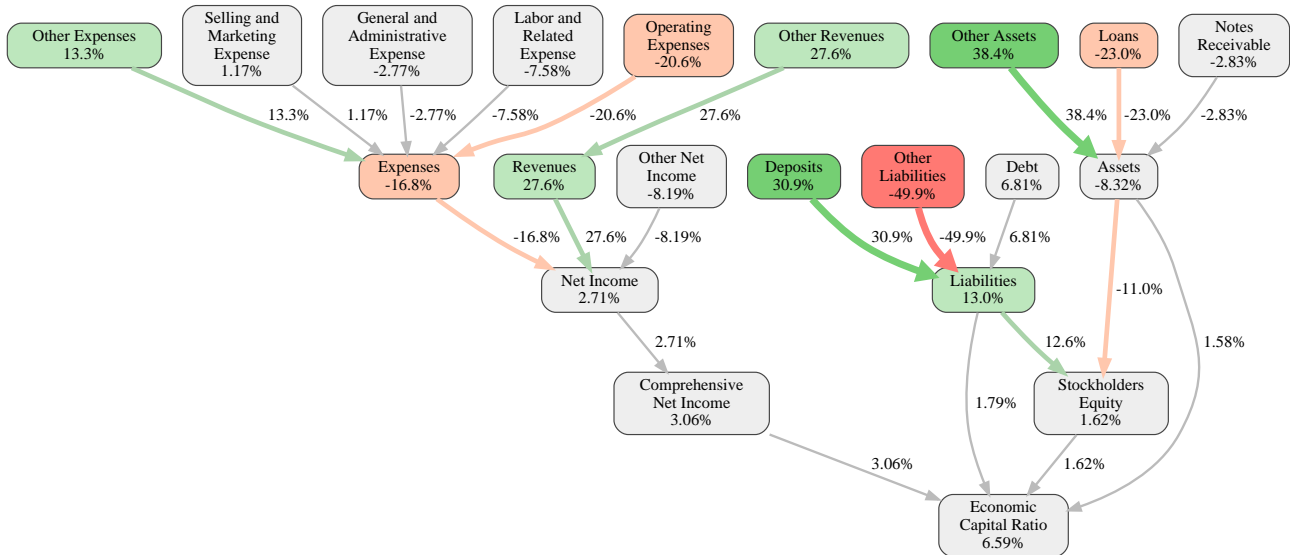 Other Expenses
13.3%
Selling and
Marketing
Expense
1.17%
General and
Administrative
Expense
-2.77%
Labor and
Related
Expense
-7.58%
Operating
Expenses
-20.6%
Other Revenues
27.6%
Other Assets
38.4%
Loans
-23.0%
Notes
Receivable
-2.83%
13.3%
1.17%
-2.77%
-7.58%
-20.6%
27.6%
38.4%
-23.0%
-2.83%
Expenses
-16.8%
Revenues
27.6%
Other Net
Income
-8.19%
Deposits
30.9%
Other
Liabilities
-49.9%
Debt
6.81%
Assets
-8.32%
-16.8%
27.6%
-8.19%
30.9%
-49.9%
6.81%
Net Income
2.71%
Liabilities
13.0%
-11.0%
2.71%
12.6%
1.58%
Comprehensive
Net Income
3.06%
1.79%
Stockholders
Equity
1.62%
3.06%
1.62%
Economic
Capital Ratio
6.59%